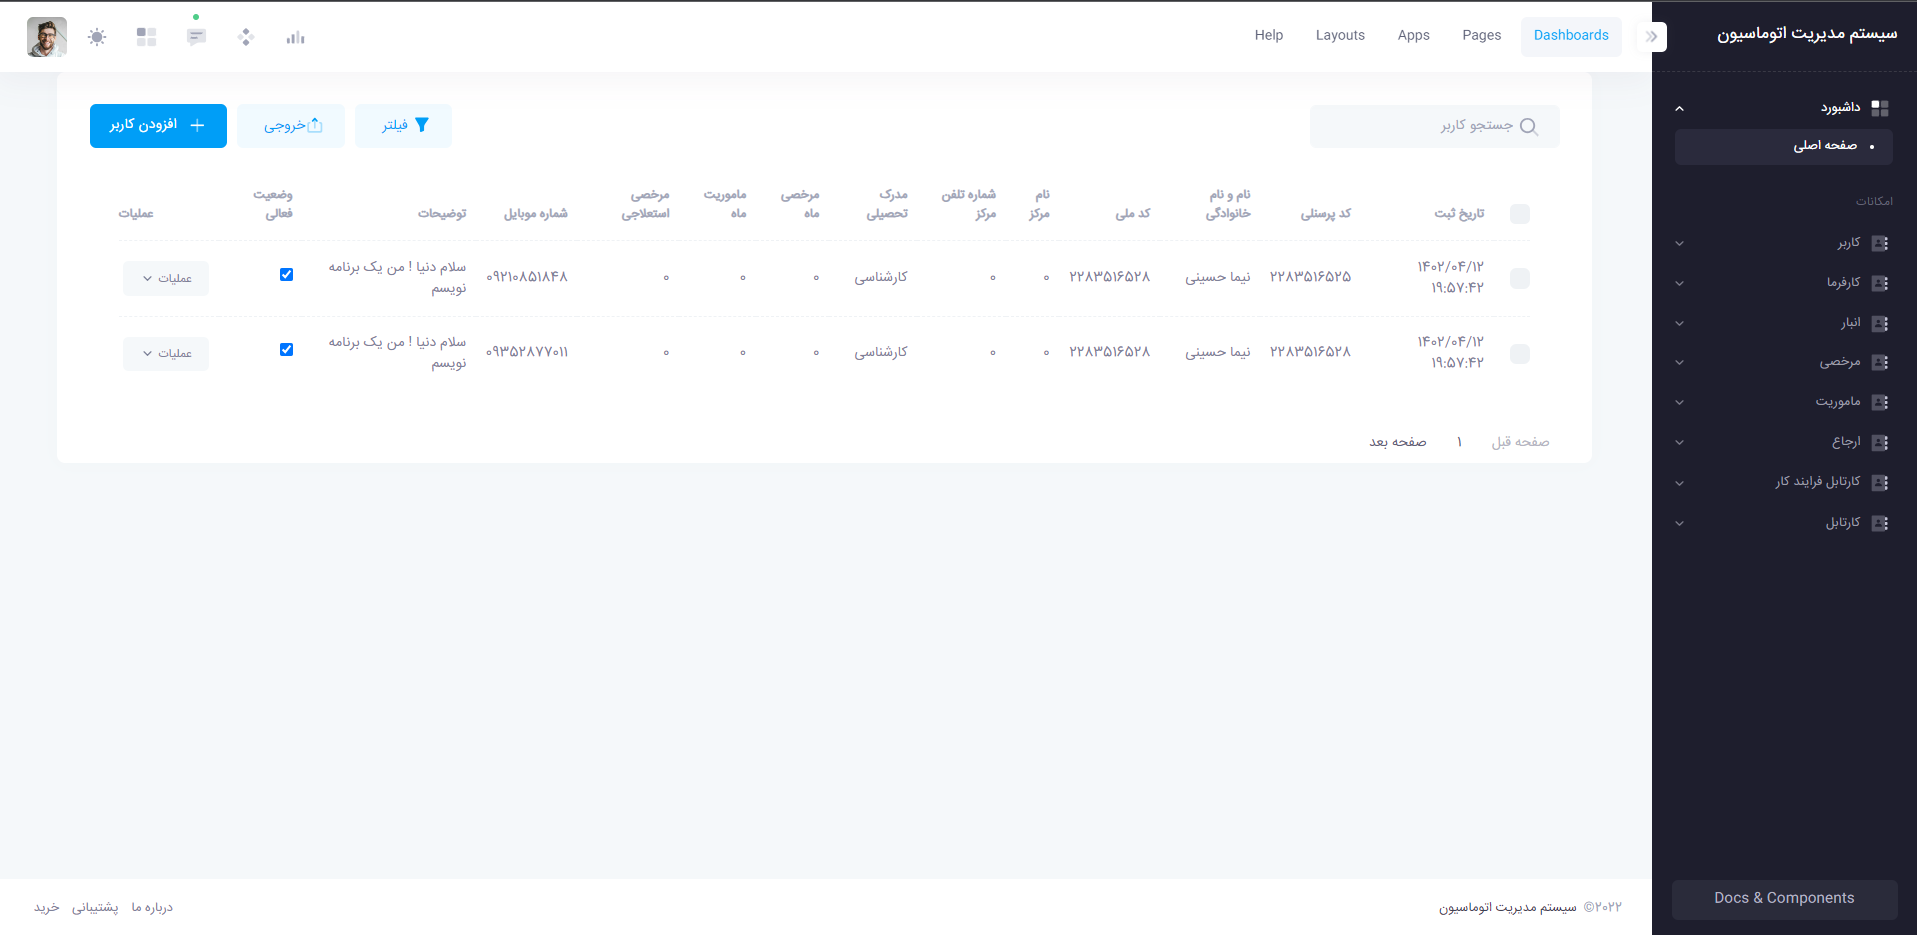 سیستم مدیریت اتوماسیون
Dashboards
Pages
Apps
Layouts
Help
داشبورد
صفحه اصلی
امکانات
کاربر
کارفرما
انبار
مرخصی
ماموریت
ارجاع
کارتابل فرایند کار
کارتابل
Docs & Components
جستجو کاربر
فیلتر
خروجی
افزودن کاربر
تاریخ ثبت
کد پرسنلی
نام و نام
خانوادگی
کد ملی
نام
مرکز
شماره تلفن
مرکز
مدرک
تحصیلی
مرخصی
ماه
ماموریت
ماه
مرخصی
استعلاجی
شماره موبایل
توضیحات
وضعیت
فعالی
عملیات
۱۴۰۲/۰۴/۱۲
۱۹:۵۷:۴۲
۲۲۸۳۵۱۶۵۲۵
نیما حسینی
۲۲۸۳۵۱۶۵۲۸
۰
۰
کارشناسی
۰
۰
۰
۰۹۲۱۰۸۵۱۸۴۸
سلام دنیا ! من یک برنامه
نویسم
عملیات
۱۴۰۲/۰۴/۱۲
۱۹:۵۷:۴۲
۲۲۸۳۵۱۶۵۲۸
نیما حسینی
۲۲۸۳۵۱۶۵۲۸
۰
۰
کارشناسی
۰
۰
۰
۰۹۳۵۲۸۷۷۰۱۱
سلام دنیا ! من یک برنامه
نویسم
عملیات
صفحه قبل
۱
صفحه بعد
۲۰۲۲© سیستم مدیریت اتوماسیون
درباره ما
پشتیبانی
خرید